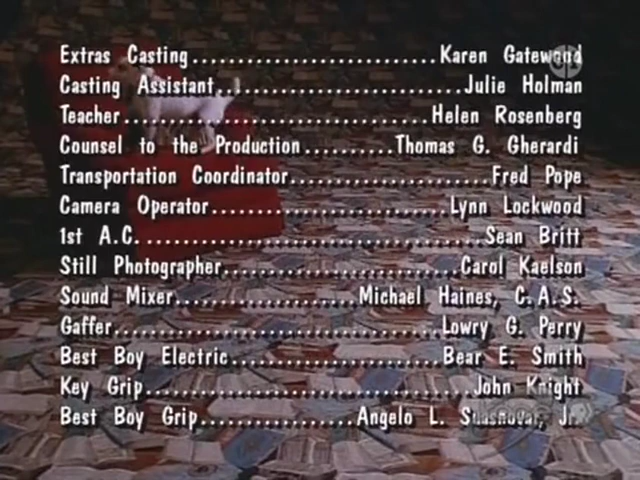 Extras Casting...........................Karen Gatewood
Casting Assistant...........................Julie Holman
Teacher..................................Helen Rosenberg
Counsel to the Production..........Thomas G. Gherardi
Transportation Coordinator......................Fred Pope
Camera Operator..........................Lynn Lockwood
1st A.C......................................Sean Britt
Still Photographer..........................Carol Kaelson
Sound Mixer....................Michael Haines, C.A.S.
Gaffer....................................Lowry G. Perry
Best Boy Electric.......................Bear E. Smith
Key Grip....................................John Knight
Best Boy Grip.................Angelo L. Jr.